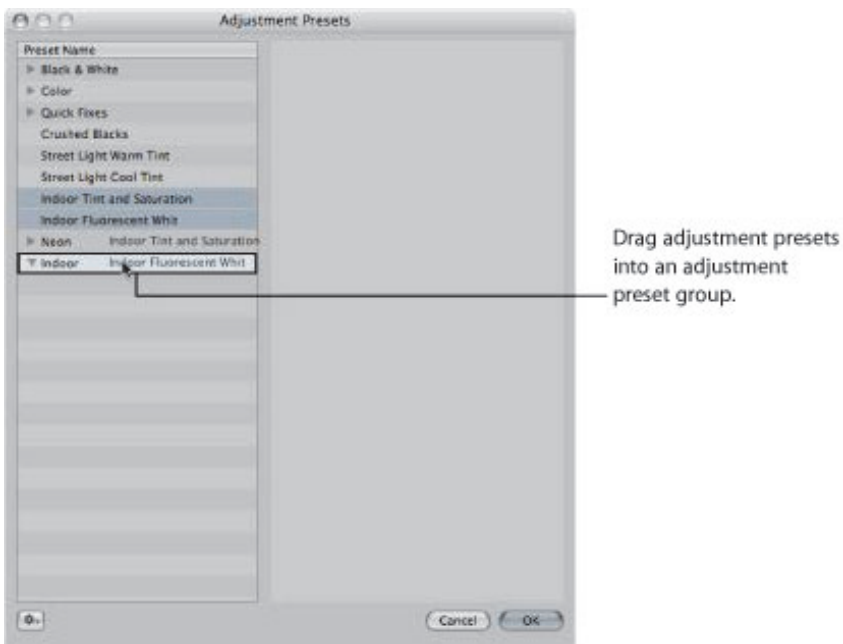 Adjustment Presets
Preset Name
Black & White
Color
Quick Fixes
Crushed Blacks
Street Light Warm Tint
Street Light Cool Tint
Indoor Tint and Saturation
Indoor Fluorescent Whit
Neon Indoor Tint and Saturation
Indoor Indoor Fluorescent Whit
Drag adjustment presets
into an adjustment
preset group.
Cancel OK